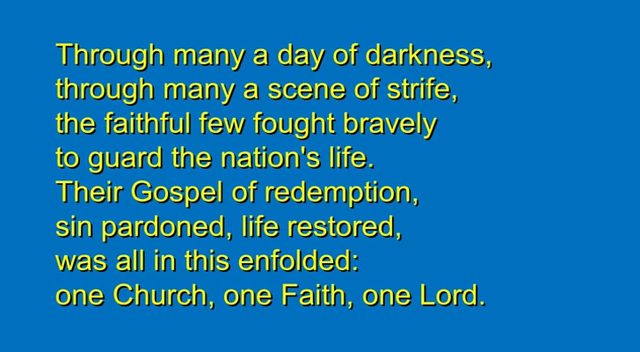 Through many a day of darkness,
through many a scene of strife,
the faithful few fought bravely
to guard the nation's life.
Their Gospel of redemption,
sin pardoned, life restored,
was all in this enfolded:
one Church, one Faith, one Lord.